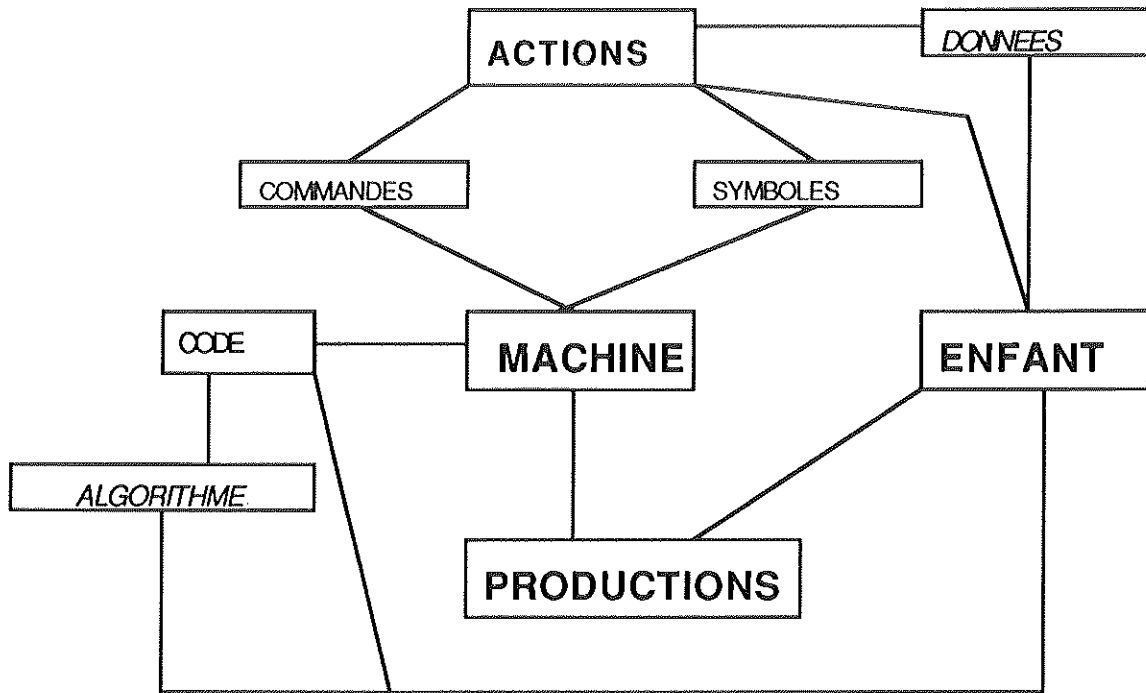 ACTIONS
DONNEES
COMMANDES
SYMBOLES
CODE
MACHINE
ENFANT
ALGORITHME
PRODUCTIONS